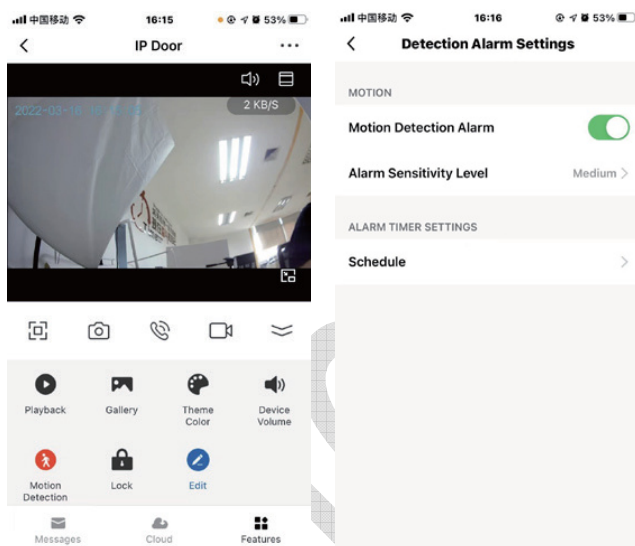 中国移动
16:15
53%
IP Door
2 KB/S
Playback
Gallery
Theme
Color
Device
Volume
Motion
Detection
Lock
Edit
Messages
Cloud
Features
中国移动
16:16
53%
Detection Alarm Settings
MOTION
Motion Detection Alarm
Alarm Sensitivity Level
Medium >
ALARM TIMER SETTINGS
Schedule >